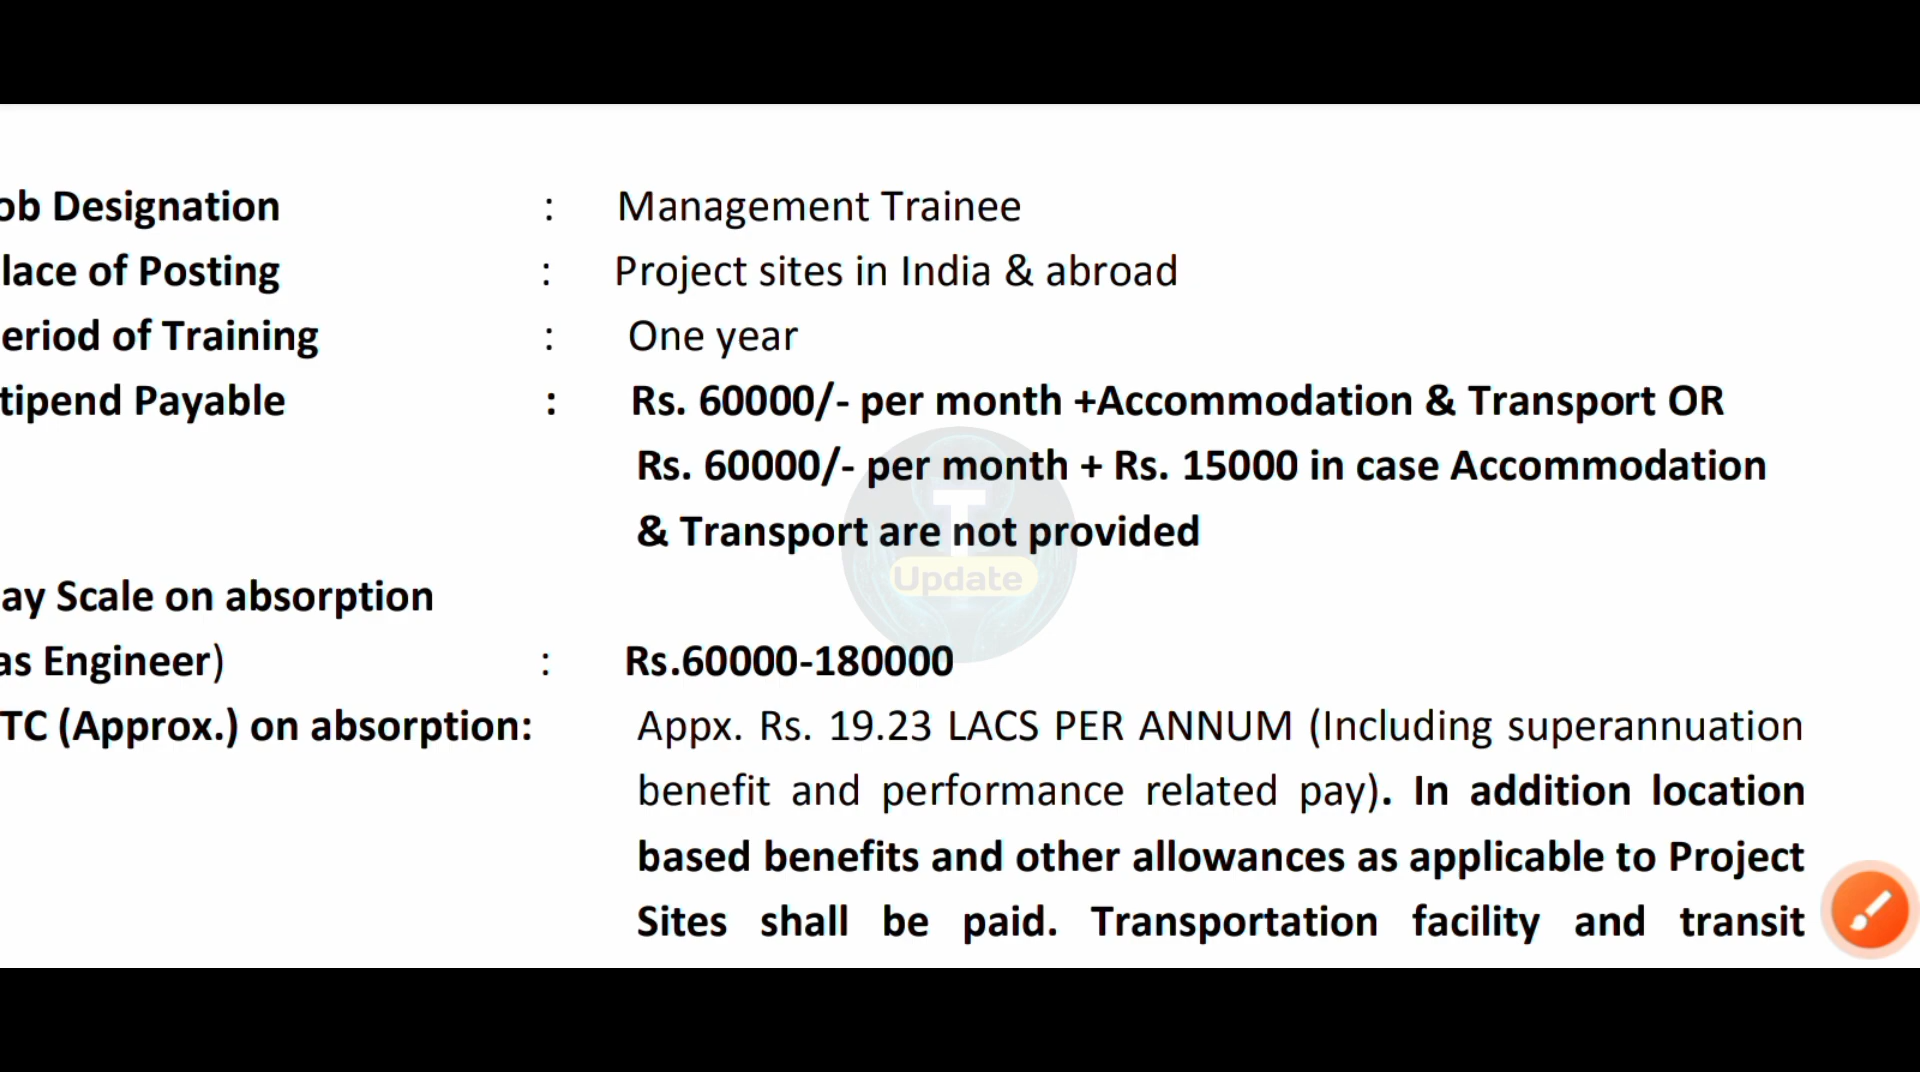 ob Designation : Management Trainee
lace of Posting : Project sites in India & abroad
eriod of Training : One year
tipend Payable : Rs. 60000/- per month +Accommodation & Transport OR
Rs. 60000/- per month + Rs. 15000 in case Accommodation
& Transport are not provided
T
Update
ay Scale on absorption
as Engineer) : Rs.60000-180000
TC (Approx.) on absorption: Appx. Rs. 19.23 LACS PER ANNUM (Including superannuation
benefit and performance related pay). In addition location
based benefits and other allowances as applicable to Project
Sites shall be paid. Transportation facility and transit